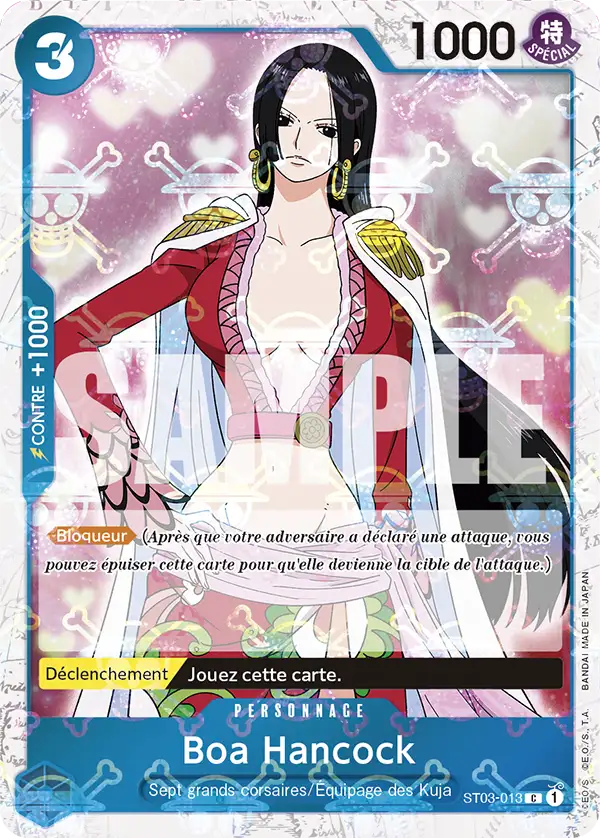 3
1000
特
SPÉCIAL
CONTRE +1000
SAMPLE
Bloqueur (Après que votre adversaire a déclaré une attaque, vous
pouvez épuiser cette carte pour qu'elle devienne la cible de l'attaque.)
Déclenchement Jouez cette carte.
PERSONNAGE
Boa Hancock
Sept grands corsaires/Équipage des Kuja
ST03-013 C 1
©E.O./S. ©E.O./S., T.A. BANDAI MADE IN JAPAN